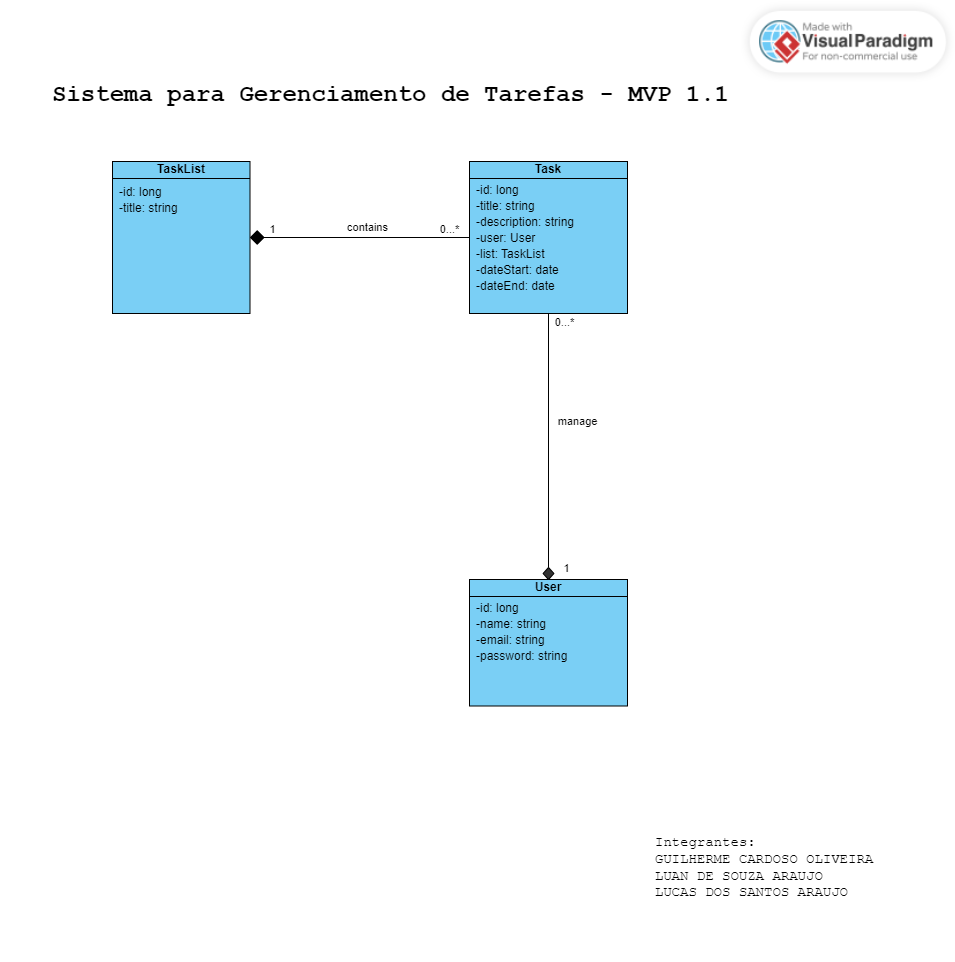 Made with
VisualParadigm
For non-commercial use
Sistema para Gerenciamento de Tarefas - MVP 1.1
TaskList
-id: long
-title: string
1
contains
0...*
Task
-id: long
-title: string
-description: string
-user: User
-list: TaskList
-dateStart: date
-dateEnd: date
0...*
manage
1
User
-id: long
-name: string
-email: string
-password: string
Integrantes:
GUILHERME CARDOSO OLIVEIRA
LUAN DE SOUZA ARAUJO
LUCAS DOS SANTOS ARAUJO